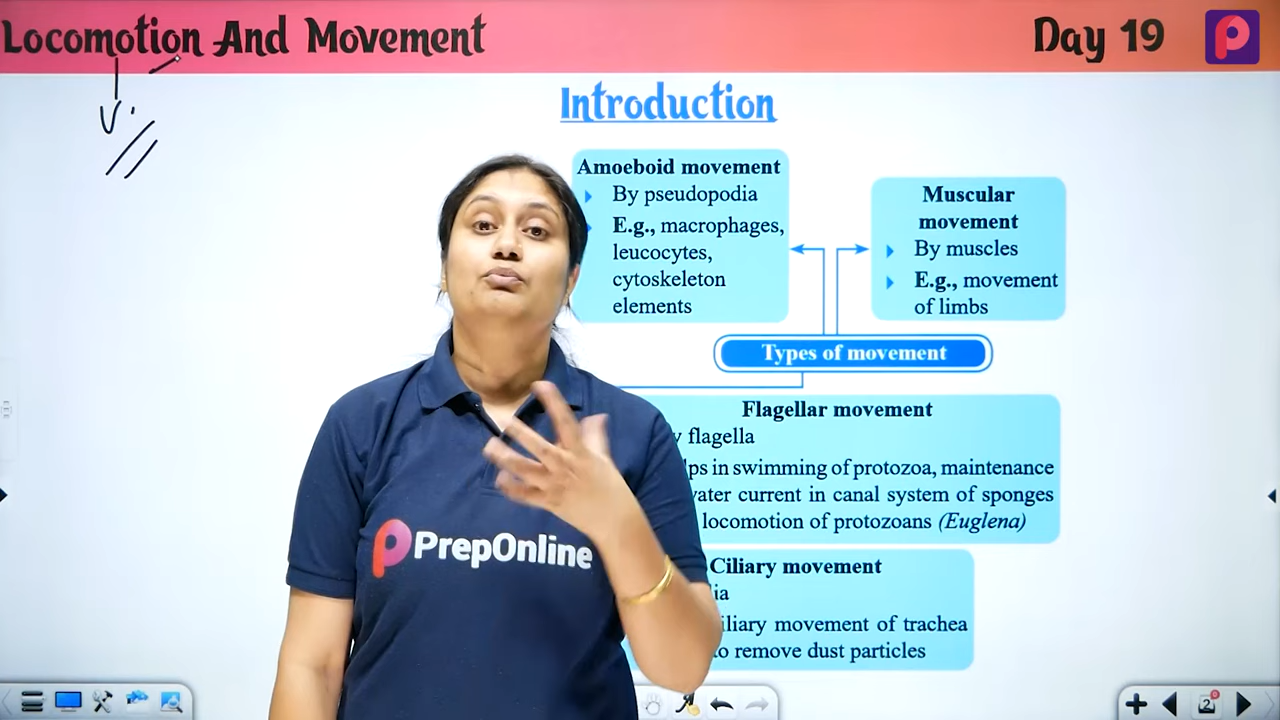 Locomotion And Movement
Day 19
V.
Introduction
Amoeboid movement
By pseudopodia
E.g., macrophages,
leucocytes,
cytoskeleton
elements
Muscular
movement
By muscles
E.g., movement
of limbs
Types of movement
Flagellar movement
flagella
in swimming of protozoa, maintenance
current in canal system of sponges
locomotion of protozoans (Euglena)
Ciliary movement
movement of trachea
to remove dust particles
PrepOnline
2